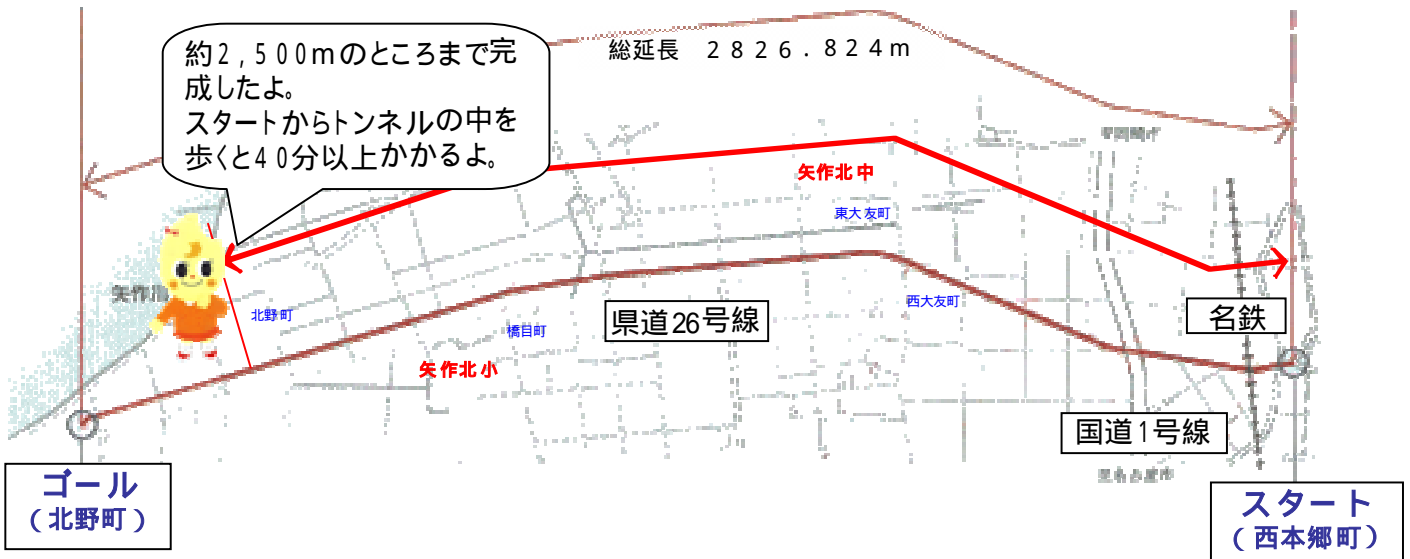 約2,500mのところまで完
成したよ。
スタートからトンネルの中を
歩くと40分以上かかるよ。
総延長 2826.824m
矢作北中
東大友町
北野町
橋目町
矢作北小
県道26号線
西大友町
名鉄
国道1号線
ゴール
(北野町)
スタート
(西本郷町)